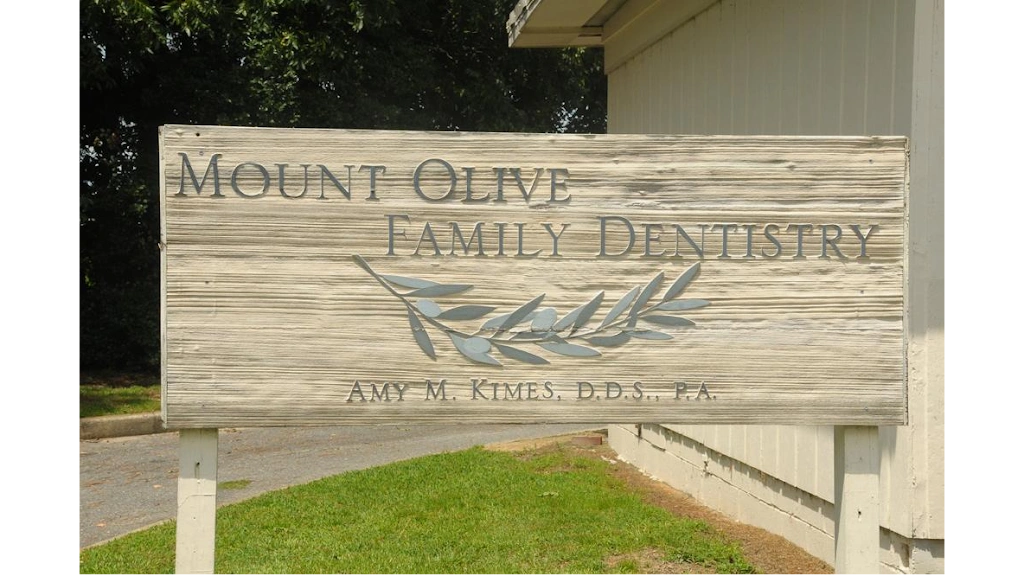 MOUNT OLIVE
FAMILY DENTISTRY
AMY M. KIMES, D.D.S., P.A.